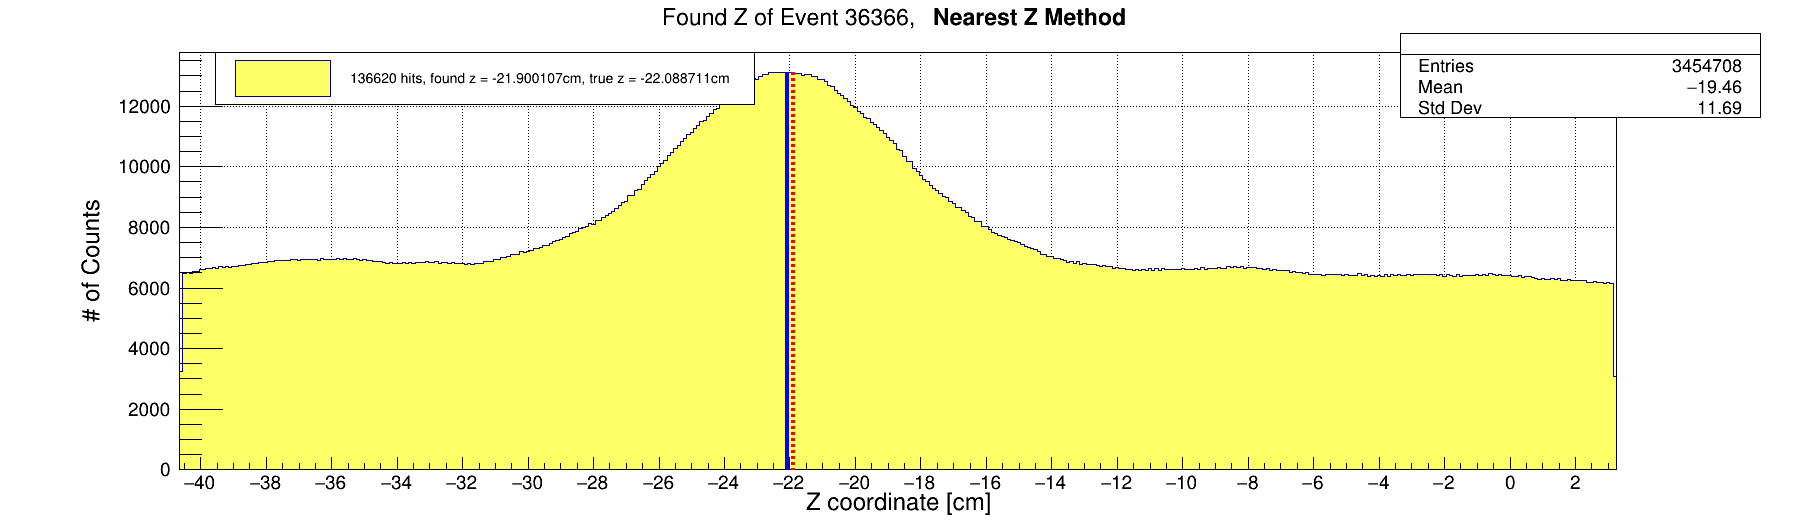 Found Z of Event 36366, Nearest Z Method
136620 hits, found z = -21.900107cm, true z = -22.088711cm
Entries 3454708
Mean −19.46
Std Dev 11.69
# of Counts
12000
10000
8000
6000
4000
2000
0
−40 −38 −36 −34 −32 −30 −28 −26 −24 −22 −20 −18 −16 −14 −12 −10 −8 −6 −4 −2 0 2
Z coordinate [cm]